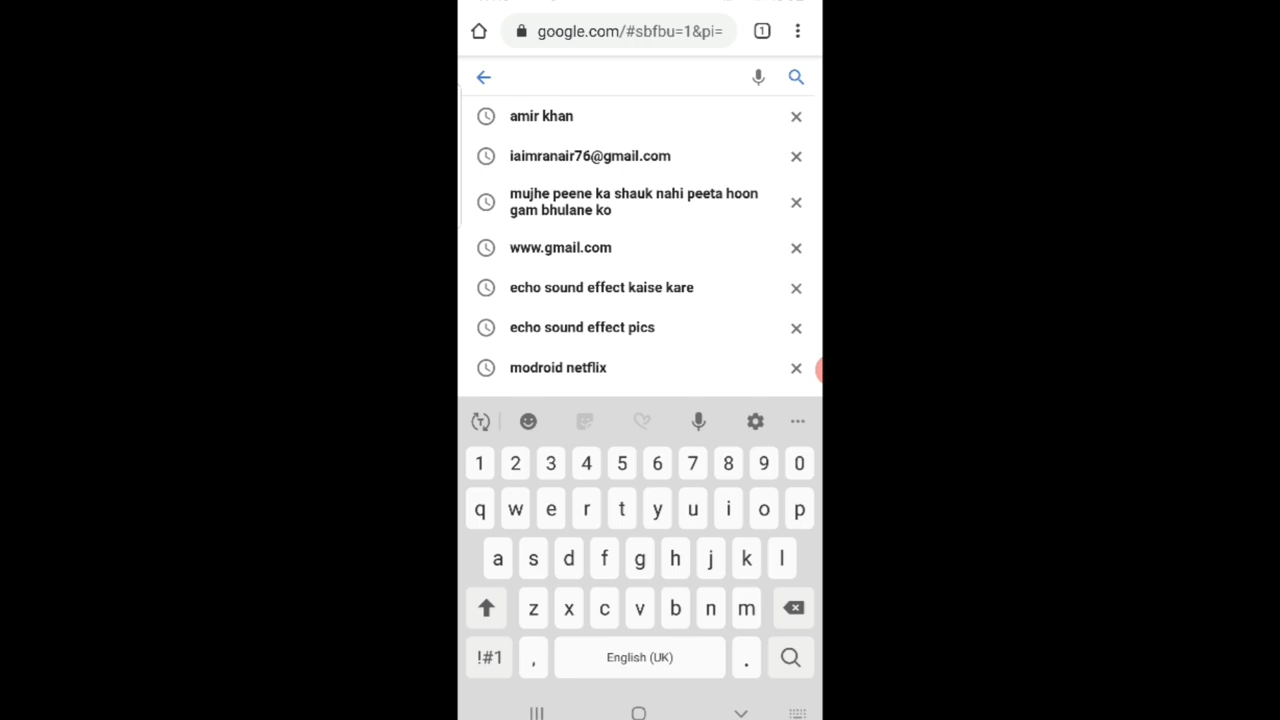 google.com/#sbfbu=1&pi=
1
amir khan
iaimranair76@gmail.com
mujhe peene ka shauk nahi peeta hoon
gam bhulane ko
www.gmail.com
echo sound effect kaise kare
echo sound effect pics
modroid netflix
1 2 3 4 5 6 7 8 9 0
q w e r t y u i o p
a s d f g h j k l
z x c v b n m
!#1 , English (UK) .